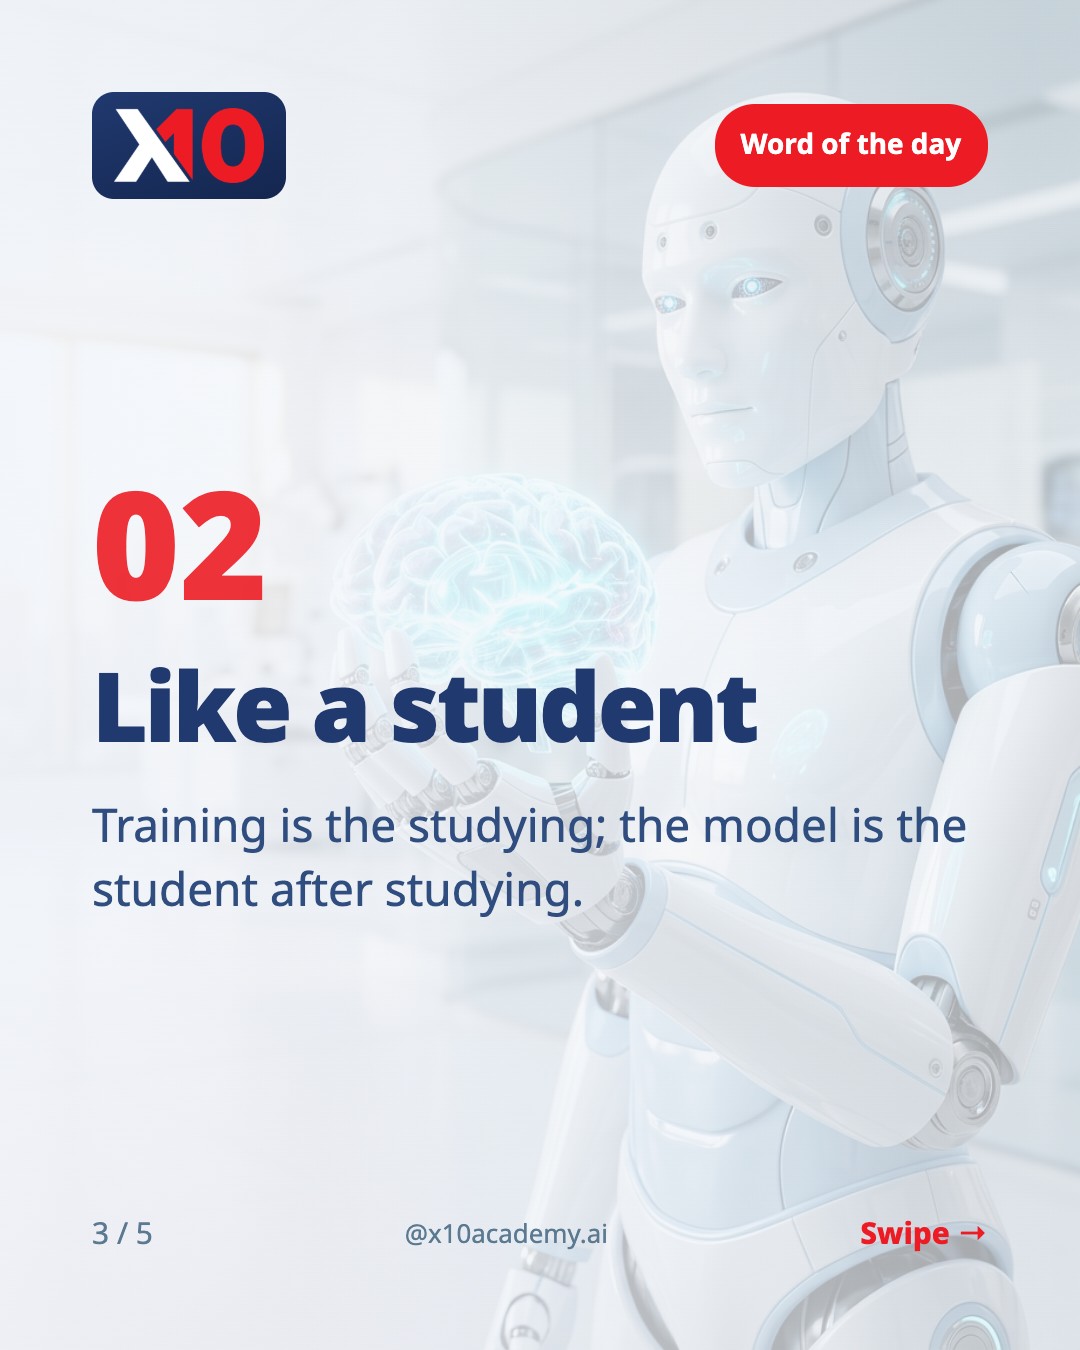 X10
Word of the day
02
Like a student
Training is the studying; the model is the
student after studying.
3 / 5
@x10academy.ai
Swipe →